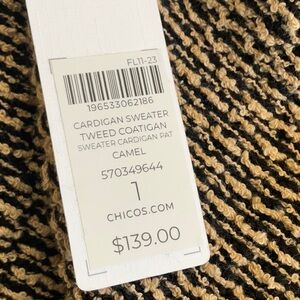 FL11-23
196533062186
CARDIGAN SWEATER
TWEED COATIGAN
SWEATER CARDIGAN PAT
CAMEL
570349644
1
CHICOS.COM
$139.00